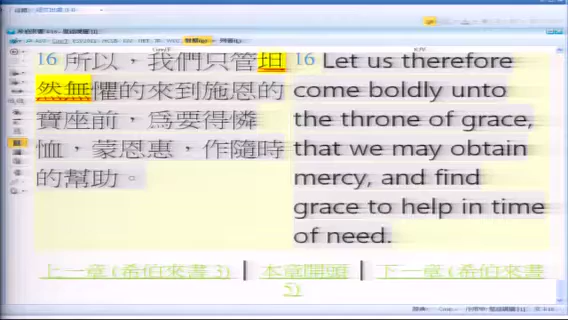 16 所以，我們只管坦
然無懼的來到施恩的
寶座前，為要得憐
恤，蒙恩惠，作隨時
的幫助。
16 Let us therefore
come boldly unto
the throne of grace,
that we may obtain
mercy, and find
grace to help in time
of need.
上一章 (希伯來書 3) | 本章開頭 | 下一章 (希伯來書
5)